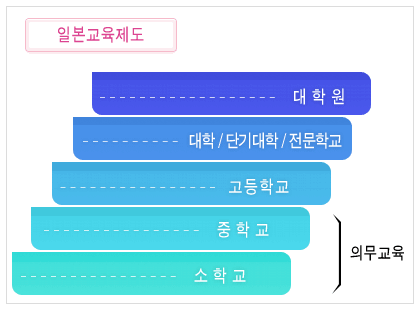 일본교육제도
대 학 원
대학 / 단기대학 / 전문학교
고등학교
중 학 교
의무교육
소 학 교